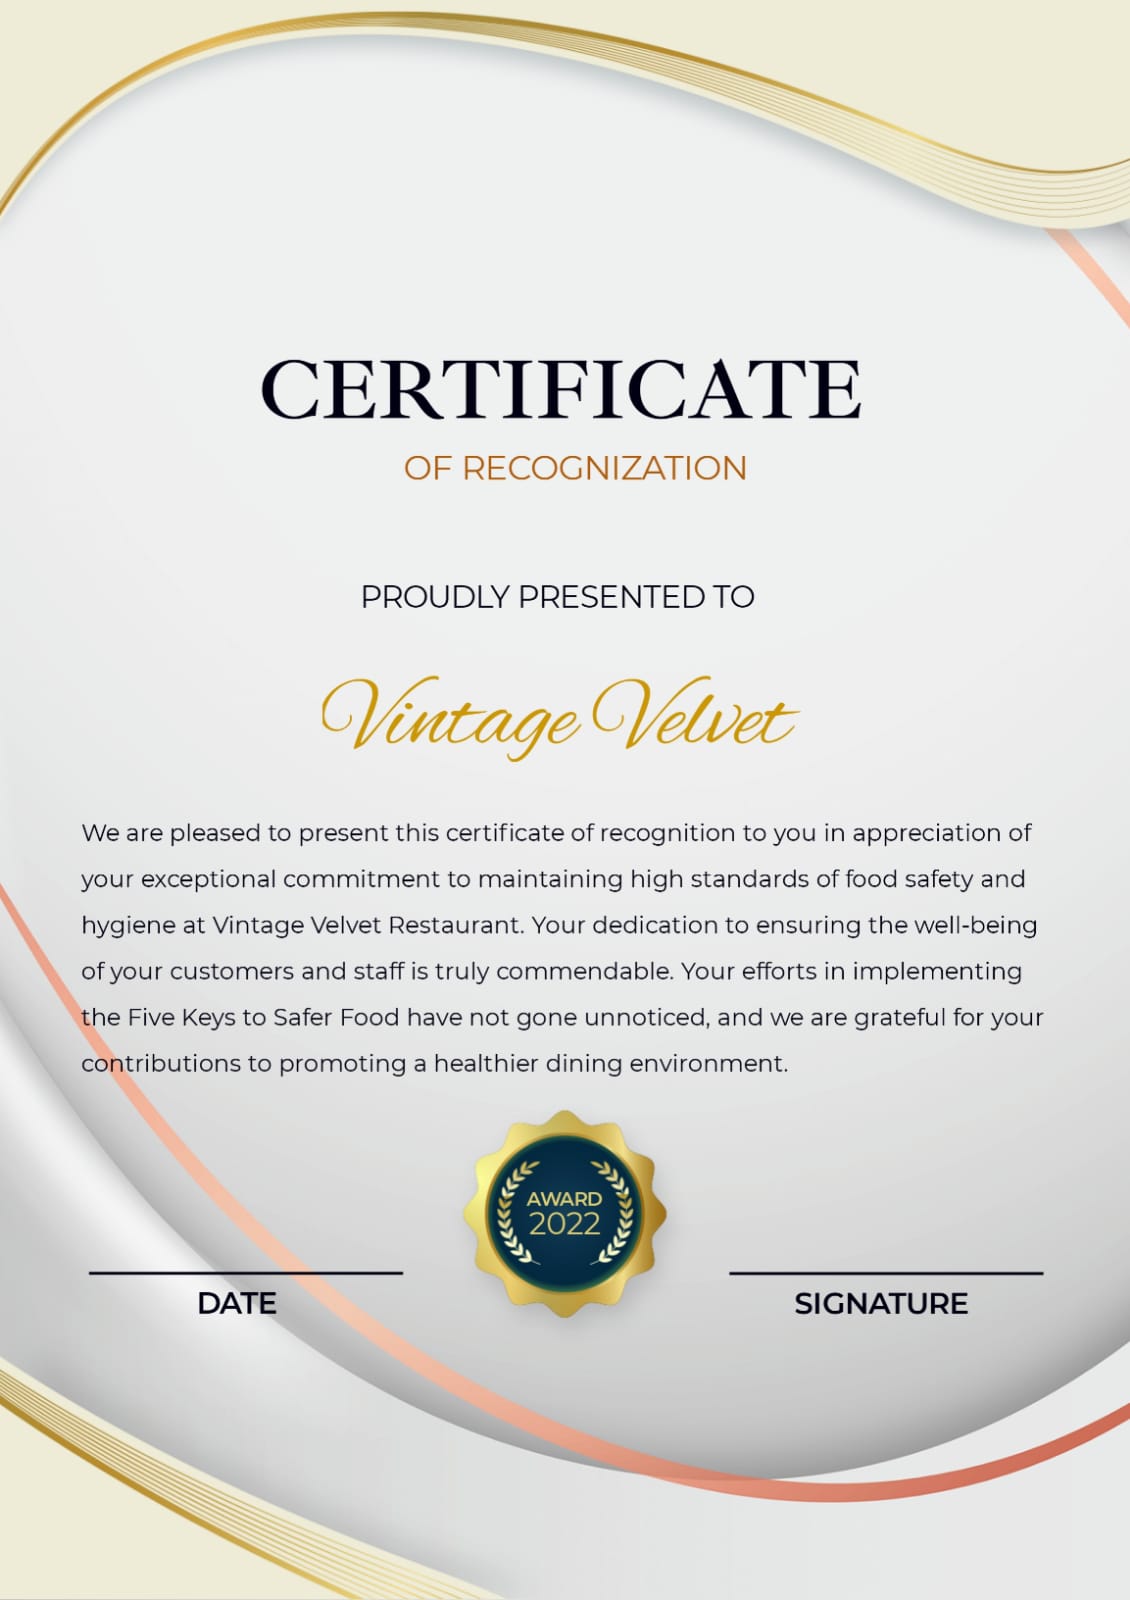 CERTIFICATE
OF RECOGNIZATION
PROUDLY PRESENTED TO
Vintage Velvet
We are pleased to present this certificate of recognition to you in appreciation of
your exceptional commitment to maintaining high standards of food safety and
hygiene at Vintage Velvet Restaurant. Your dedication to ensuring the well-being
of your customers and staff is truly commendable. Your efforts in implementing
the Five Keys to Safer Food have not gone unnoticed, and we are grateful for your
contributions to promoting a healthier dining environment.
AWARD
2022
DATE
SIGNATURE